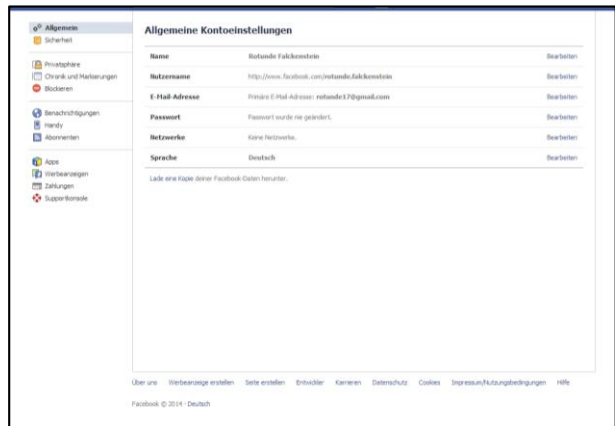 Allgemein
Sicherheit
Privatsphäre
Chronik und Markierungen
Blockieren
Benachrichtigungen
Handy
Abonnenten
Apps
Werbeanzeigen
Zahlungen
Supportkonsole
Allgemeine Kontoeinstellungen
Name Rotunde Falckenstein Bearbeiten
Nutzername http://www.facebook.com/rotunde.falckenstein Bearbeiten
E-Mail-Adresse Primäre E-Mail-Adresse: rotunde17@gmail.com Bearbeiten
Passwort Passwort wurde nie geändert. Bearbeiten
Netzwerke Keine Netzwerke. Bearbeiten
Sprache Deutsch Bearbeiten
Lade eine Kopie deiner Facebook-Daten herunter.
Über uns Werbeanzeige erstellen Seite erstellen Entwickler Karrieren Datenschutz Cookies Impressum/Nutzungsbedingungen Hilfe
Facebook © 2014 · Deutsch